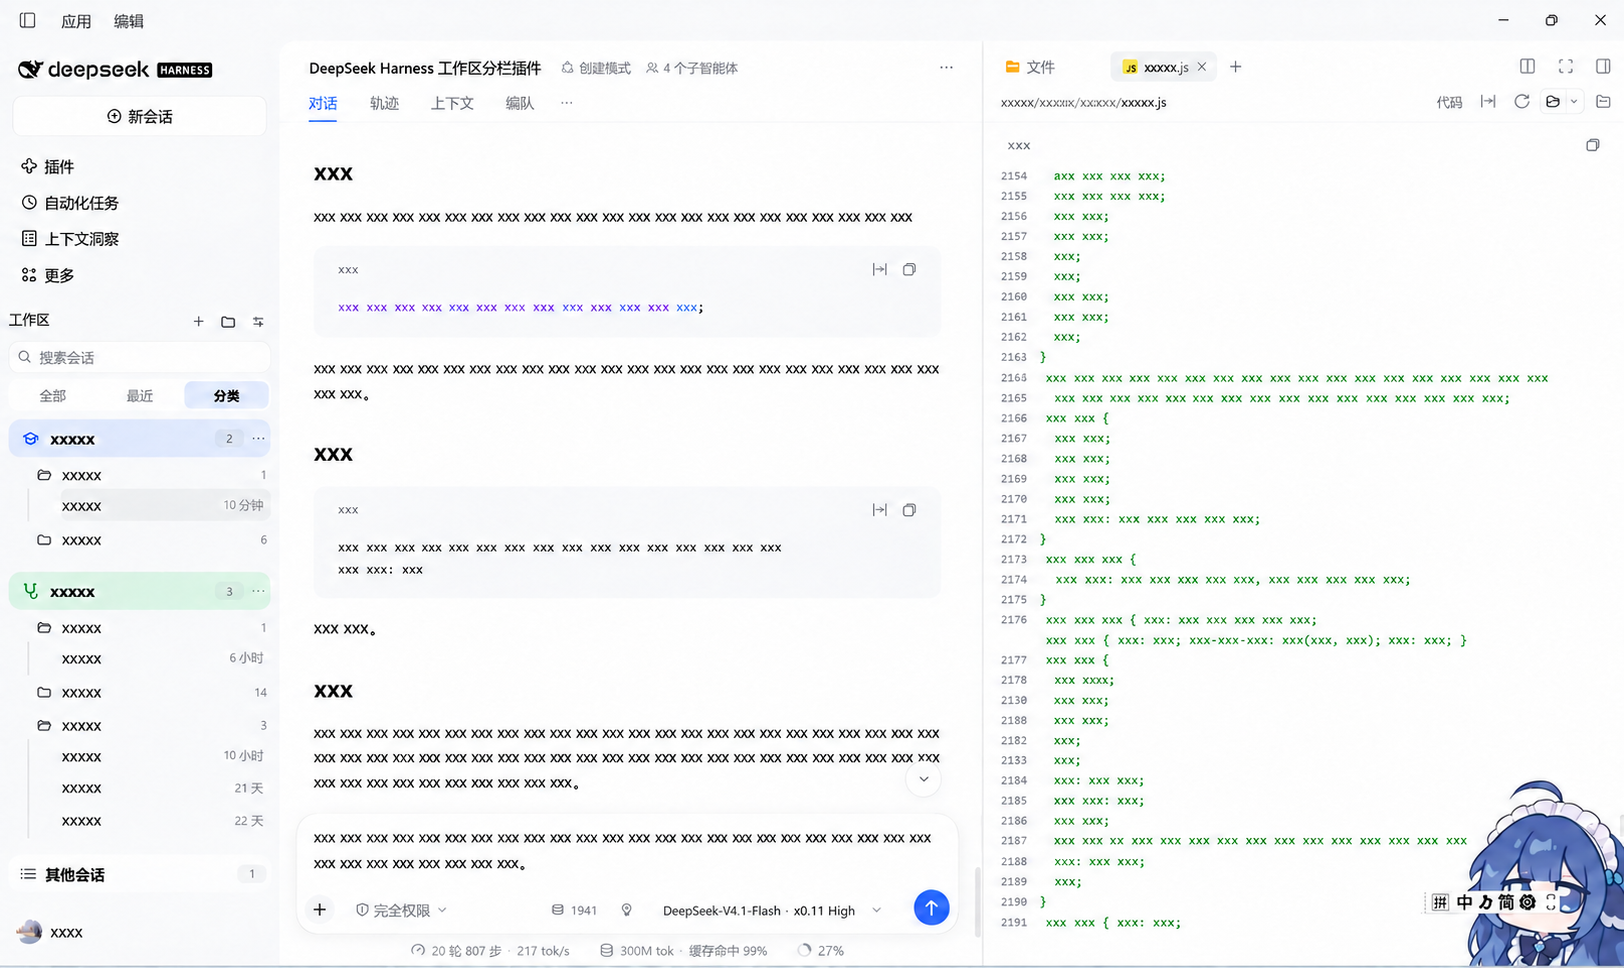 应用 编辑
deepseek HARNESS
新会话
插件
自动化任务
上下文洞察
更多
工作区
搜索会话
全部 最近 分类
xxxxx 2
xxxxx 1
xxxxx 10 分钟
xxxxx 6
xxxxx 3
xxxxx 1
xxxxx 6 小时
xxxxx 14
xxxxx 3
xxxxx 10 小时
xxxxx 21 天
xxxxx 22 天
其他会话 1
xxxx
DeepSeek Harness 工作区分栏插件 创建模式 4 个子智能体
对话 轨迹 上下文 编队
xxx
xxx xxx xxx xxx xxx xxx xxx xxx xxx xxx xxx xxx xxx xxx xxx xxx xxx xxx xxx xxx xxx xxx xxx
xxx
xxx xxx xxx xxx xxx xxx xxx xxx xxx xxx xxx xxx xxx;
xxx xxx xxx xxx xxx xxx xxx xxx xxx xxx xxx xxx xxx xxx xxx xxx xxx xxx xxx xxx xxx xxx xxx xxx
xxx xxx。
xxx
xxx
xxx xxx xxx xxx xxx xxx xxx xxx xxx xxx xxx xxx xxx xxx xxx xxx
xxx xxx: xxx
xxx xxx。
xxx
xxx xxx xxx xxx xxx xxx xxx xxx xxx xxx xxx xxx xxx xxx xxx xxx xxx xxx xxx xxx xxx xxx xxx xxx
xxx xxx xxx xxx xxx xxx xxx xxx xxx xxx xxx xxx xxx xxx xxx xxx xxx xxx xxx xxx xxx xxx xxx xxx
xxx xxx xxx xxx xxx xxx xxx xxx xxx xxx。
xxx xxx xxx xxx xxx xxx xxx xxx xxx xxx xxx xxx xxx xxx xxx xxx xxx xxx xxx xxx xxx xxx xxx xxx
xxx xxx xxx xxx xxx xxx xxx xxx。
完全权限 1941 DeepSeek-V4.1-Flash · x0.11 High
20 轮 807 步 · 217 tok/s 300M tok · 缓存命中 99% 27%
文件 JS xxxxx.js
xxxxx/xxxxx/xxxxx/xxxxx.js 代码
xxx
2154 axx xxx xxx xxx;
2155 xxx xxx xxx xxx;
2156 xxx xxx;
2157 xxx xxx;
2158 xxx;
2159 xxx;
2160 xxx xxx;
2161 xxx xxx;
2162 xxx;
2163 }
2168 xxx xxx xxx xxx xxx xxx xxx xxx xxx xxx xxx xxx xxx xxx xxx xxx xxx xxx
2165 xxx xxx xxx xxx xxx xxx xxx xxx xxx xxx xxx xxx xxx xxx xxx xxx;
2166 xxx xxx {
2167 xxx xxx;
2168 xxx xxx;
2169 xxx xxx;
2170 xxx xxx;
2171 xxx xxx: xxx xxx xxx xxx xxx;
2172 }
2173 xxx xxx xxx {
2174 xxx xxx: xxx xxx xxx xxx xxx, xxx xxx xxx xxx xxx;
2175 }
2176 xxx xxx xxx { xxx: xxx xxx xxx xxx xxx;
xxx xxx { xxx: xxx; xxx-xxx-xxx: xxx(xxx, xxx); xxx: xxx; }
2177 xxx xxx {
2178 xxx xxxx;
2130 xxx xxx;
2188 xxx xxx;
2182 xxx;
2133 xxx;
2184 xxx: xxx xxx;
2185 xxx xxx: xxx;
2186 xxx xxx;
2187 xxx xxx xx xxx xxx xxx xxx xxx xxx xxx xxx xxx xxx xxx xxx
2188 xxx: xxx xxx;
2189 xxx;
2190 }
2191 xxx xxx { xxx: xxx;
拼 中 简